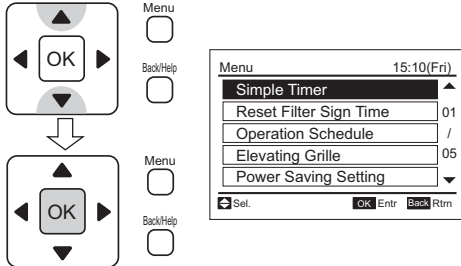 Menu
OK
Back/Help
Menu
OK
Back/Help
Menu 15:10(Fri)
Simple Timer
Reset Filter Sign Time 01
Operation Schedule /
Elevating Grille 05
Power Saving Setting
Sel. OK Entr Back Rtrn